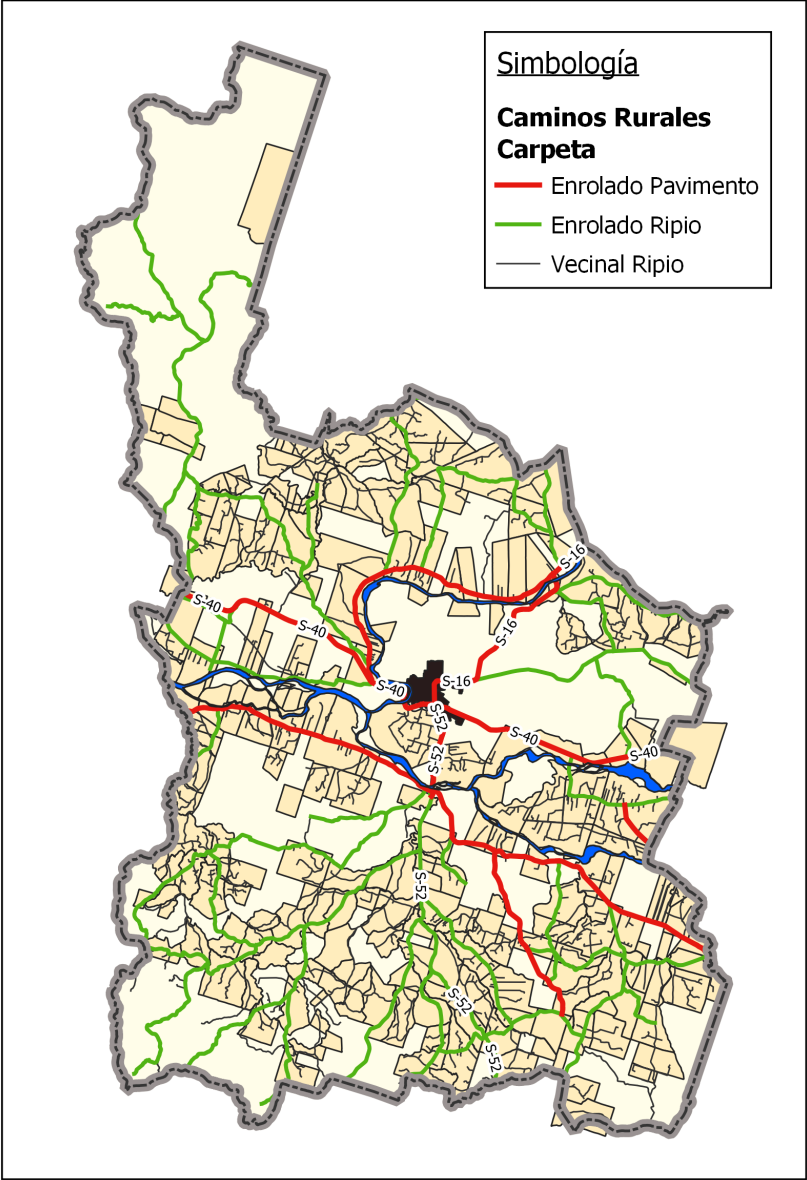 Simbología
Caminos Rurales
Carpeta
Enrolado Pavimento
Enrolado Ripio
Vecinal Ripio
S-16
S-40
S-40
S-16
S-40
S-16
S-52
S-40
S-40
S-52
S-52
S-52
S-52